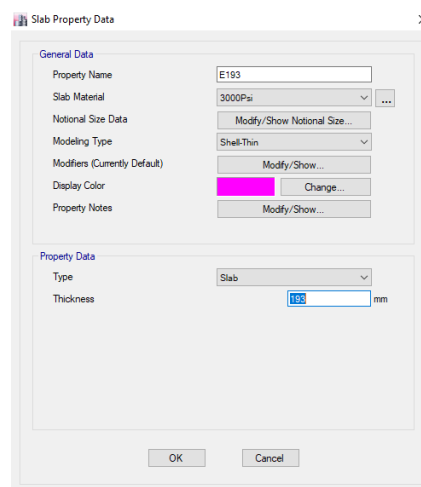 Slab Property Data
General Data
Property Name E193
Slab Material 3000Psi ...
Notional Size Data Modify/Show Notional Size...
Modeling Type Shell-Thin
Modifiers (Currently Default) Modify/Show...
Display Color Change...
Property Notes Modify/Show...
Property Data
Type Slab
Thickness 193 mm
OK Cancel